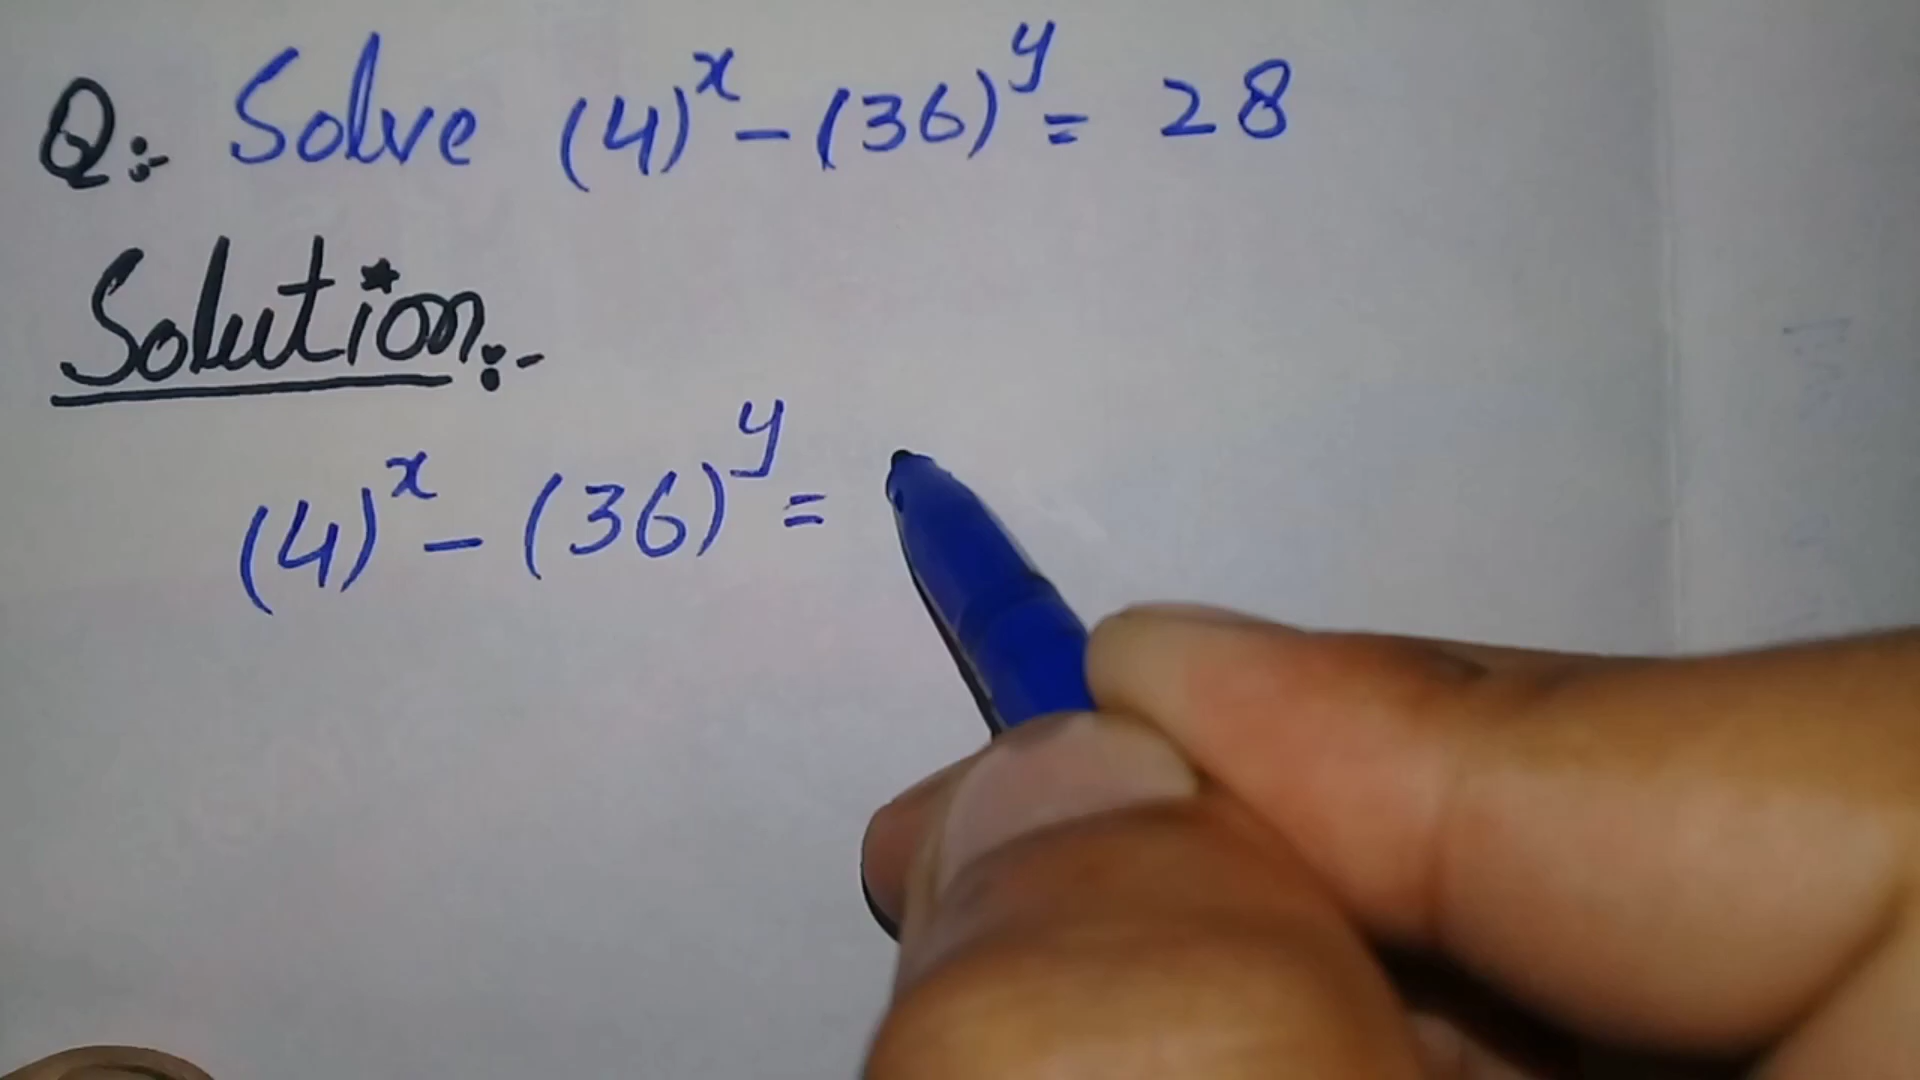 Q:- Solve (4)^x - (36)^y = 28
Solution:-
(4)^x - (36)^y =